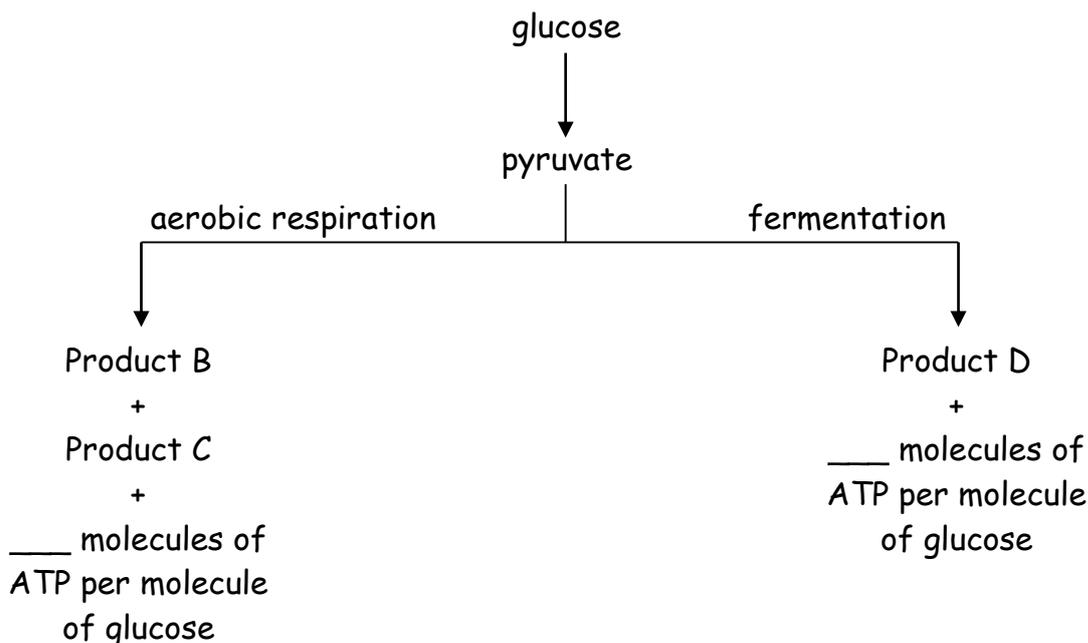 glucose
pyruvate
aerobic respiration
fermentation
Product B
+
Product C
+
___ molecules of
ATP per molecule
of glucose
Product D
+
___ molecules of
ATP per molecule
of glucose